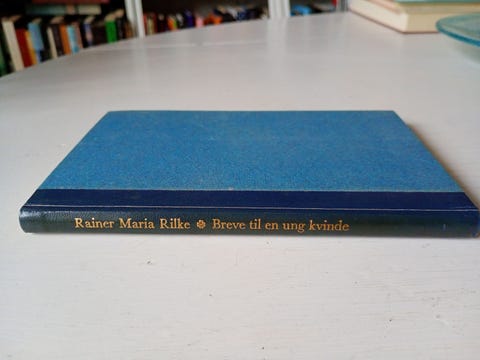 Rainer Maria Rilke ❉ Breve til en ung kvinde